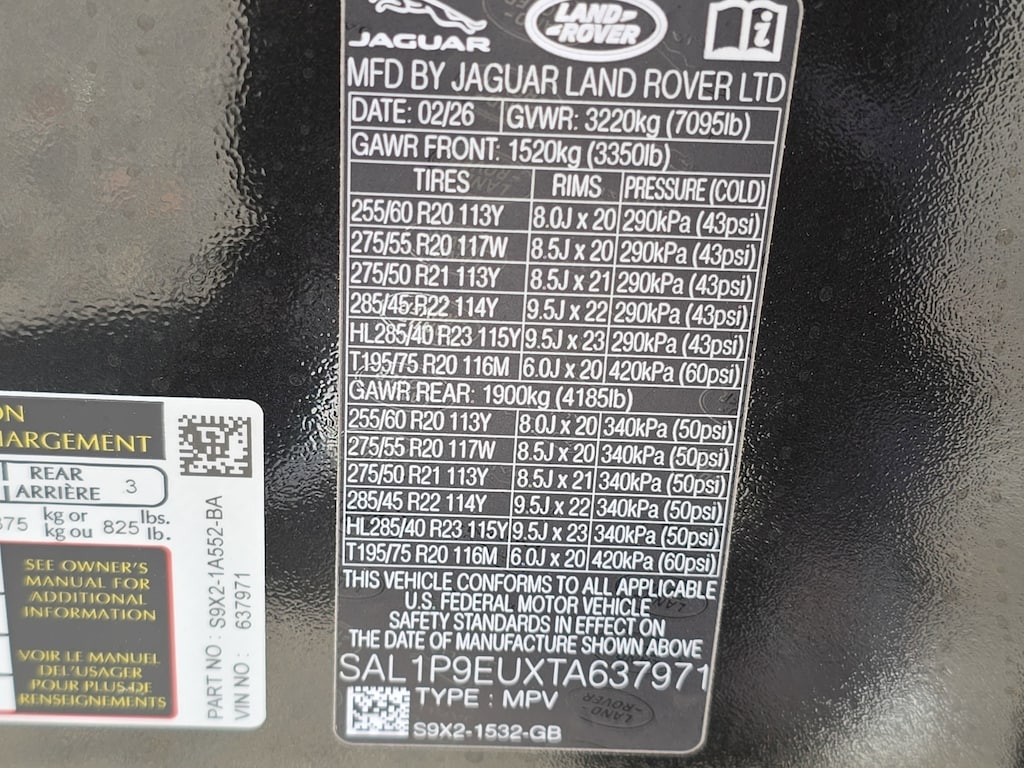 JAGUAR
LAND-
ROVER
i
MFD BY JAGUAR LAND ROVER LTD
DATE: 02/26 GVWR: 3220kg (7095lb)
GAWR FRONT: 1520kg (3350lb)
TIRES RIMS PRESSURE (COLD)
255/60 R20 113Y 8.0J x 20 290kPa (43psi)
275/55 R20 117W 8.5J x 20 290kPa (43psi)
275/50 R21 113Y 8.5J x 21 290kPa (43psi)
285/45 R22 114Y 9.5J x 22 290kPa (43psi)
HL285/40 R23 115Y 9.5J x 23 290kPa (43psi)
T195/75 R20 116M 6.0J x 20 420kPa (60psi)
GAWR REAR: 1900kg (4185lb)
255/60 R20 113Y 8.0J x 20 340kPa (50psi)
275/55 R20 117W 8.5J x 20 340kPa (50psi)
275/50 R21 113Y 8.5J x 21 340kPa (50psi)
285/45 R22 114Y 9.5J x 22 340kPa (50psi)
HL285/40 R23 115Y 9.5J x 23 340kPa (50psi)
T195/75 R20 116M 6.0J x 20 420kPa (60psi)
THIS VEHICLE CONFORMS TO ALL APPLICABLE
U.S. FEDERAL MOTOR VEHICLE
SAFETY STANDARDS IN EFFECT ON
THE DATE OF MANUFACTURE SHOWN ABOVE
SAL1P9EUXTA637971
TYPE : MPV
S9X2-1532-GB
REAR
ARRIÈRE 3
kg or 825 lbs.
kg ou lb.
SEE OWNER'S
MANUAL FOR
ADDITIONAL
INFORMATION
VOIR LE MANUEL
DE L'USAGER
POUR PLUS DE
RENSEIGNEMENTS
PART NO : S9X2-1A552-BA
VIN NO : 637971